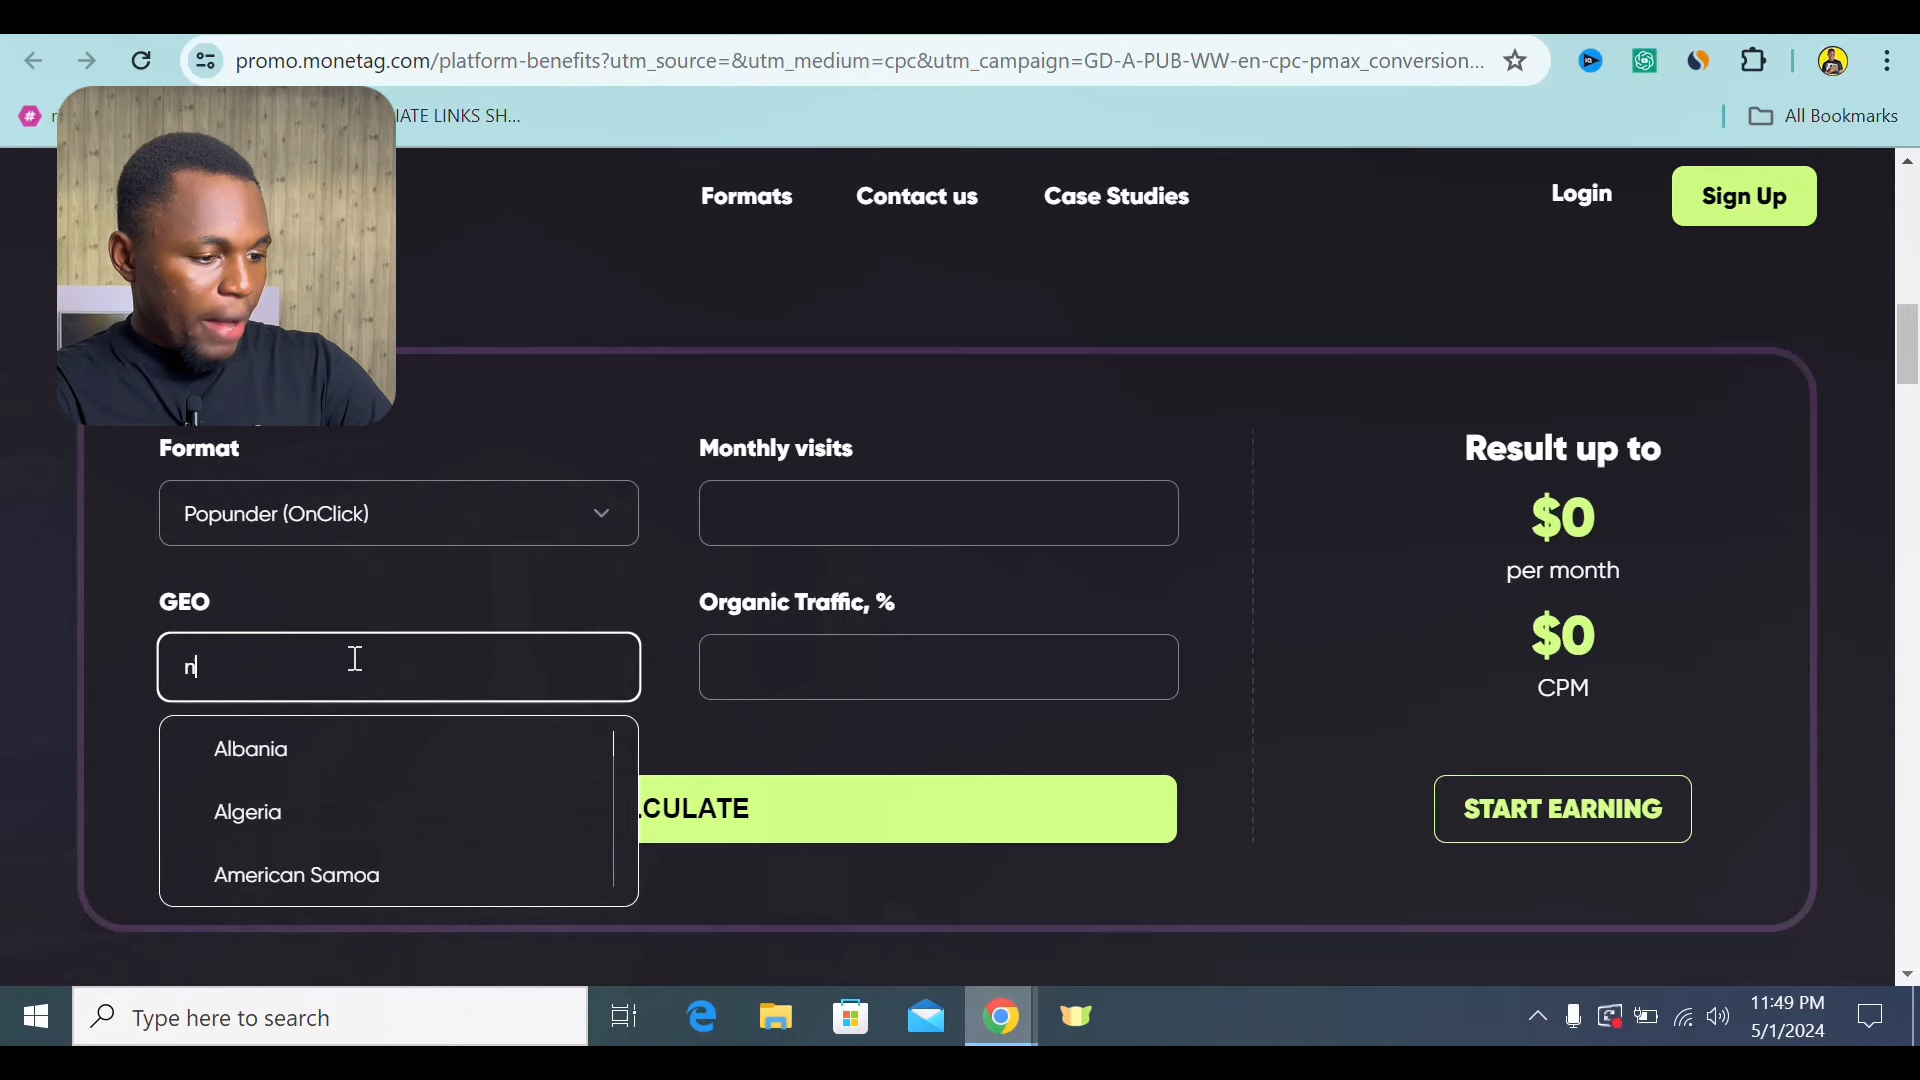 promo.monetag.com/platform-benefits?utm_source=&utm_medium=cpc&utm_campaign=GD-A-PUB-WW-en-cpc-pmax_conversion...
IATE LINKS SH...
All Bookmarks
Formats
Contact us
Case Studies
Login
Sign Up
Format
Monthly visits
Result up to
Popunder (OnClick)
$0
per month
GEO
Organic Traffic, %
n
$0
CPM
Albania
Algeria
American Samoa
LCULATE
START EARNING
Type here to search
11:49 PM
5/1/2024